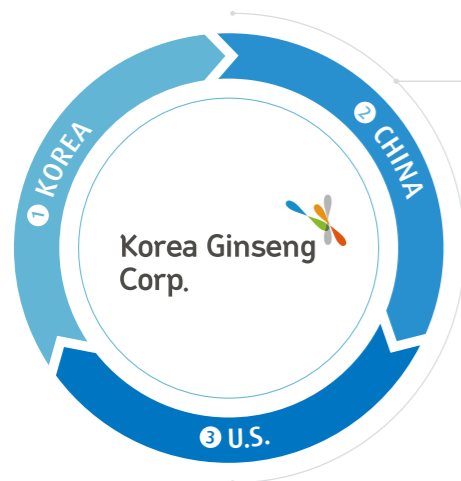 ❶ KOREA
❷ CHINA
Korea Ginseng
Corp.
❸ U.S.